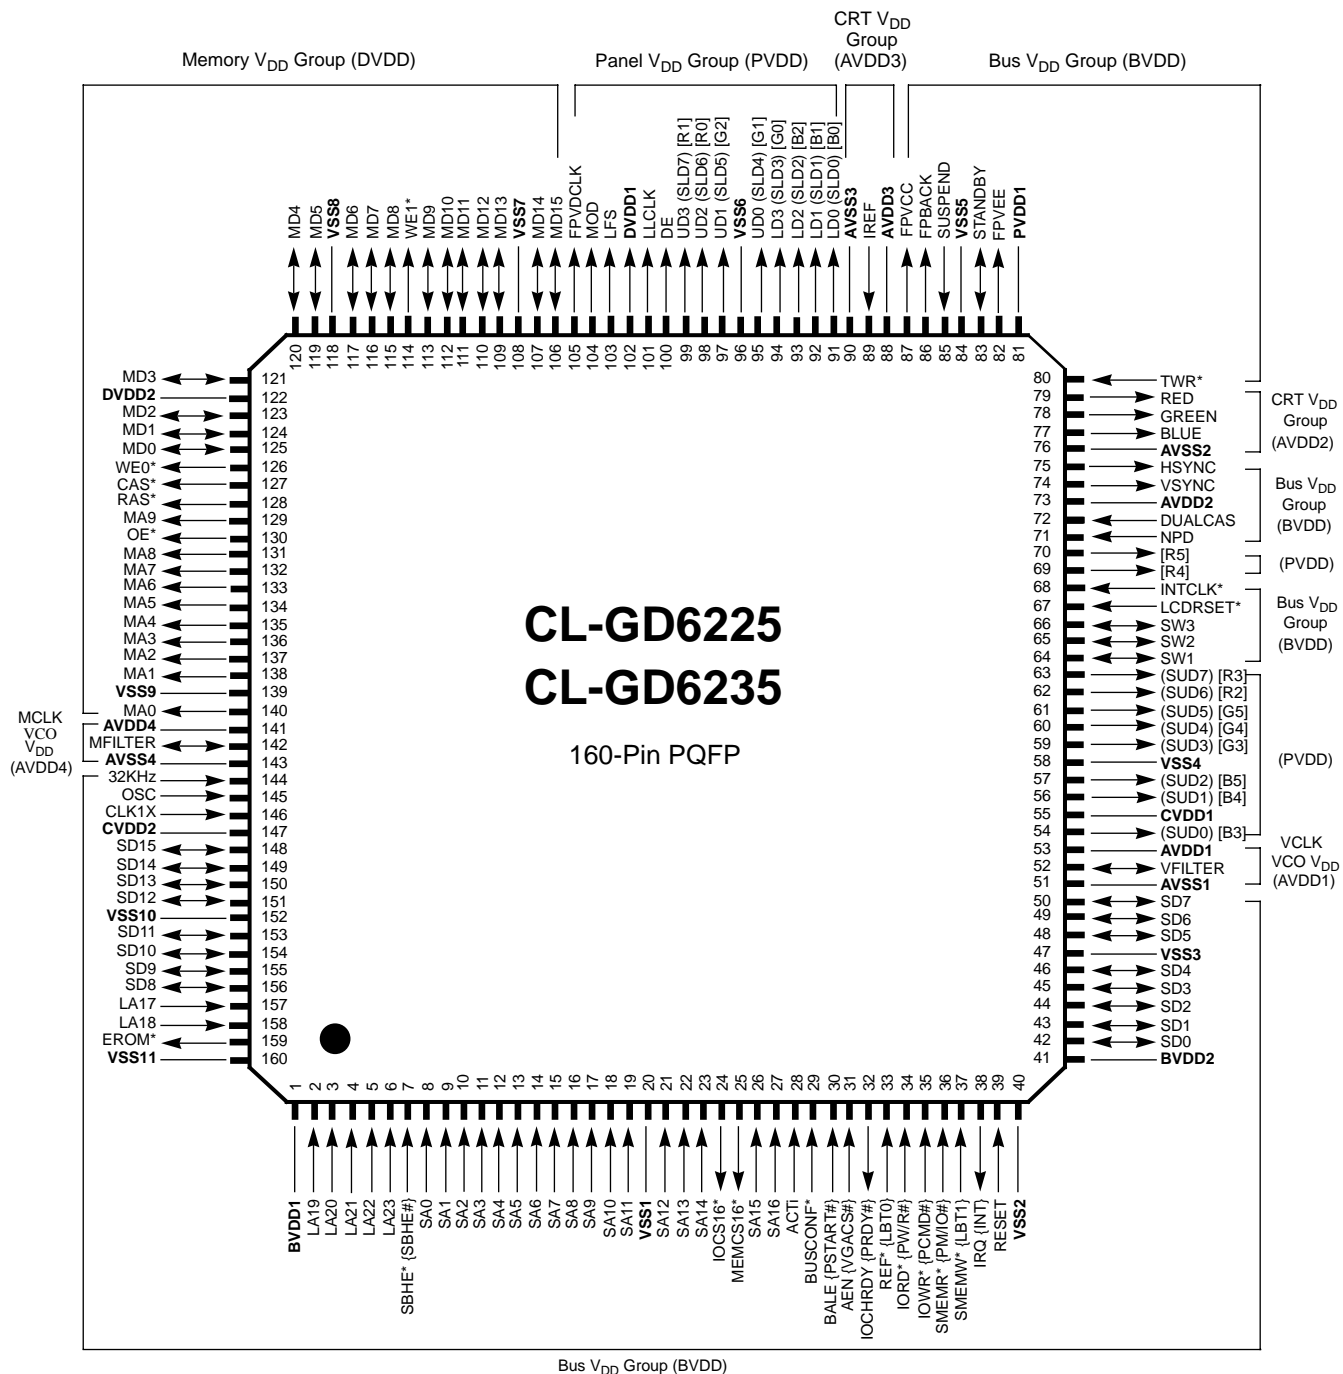 CRT VDD
Group
(AVDD3)
Memory VDD Group (DVDD)
Panel VDD Group (PVDD)
Bus VDD Group (BVDD)
MD4
MD5
VSS8
MD6
MD7
MD8
WE1*
MD9
MD10
MD11
MD12
MD13
VSS7
MD14
MD15
FPVDCLK
MOD
LFS
DVDD1
LLCLK
DE
UD3 (SLD7) [R1]
UD2 (SLD6) [R0]
UD1 (SLD5) [G2]
VSS6
UD0 (SLD4) [G1]
LD3 (SLD3) [G0]
LD2 (SLD2) [B2]
LD1 (SLD1) [B1]
LD0 (SLD0) [B0]
AVSS3
IREF
AVDD3
FPVCC
FPBACK
SUSPEND
VSS5
STANDBY
FPVEE
PVDD1
120
119
118
117
116
115
114
113
112
111
110
109
108
107
106
105
104
103
102
101
100
99
98
97
96
95
94
93
92
91
90
89
88
87
86
85
84
83
82
81
MD3 121
DVDD2 122
MD2 123
MD1 124
MD0 125
WE0* 126
CAS* 127
RAS* 128
MA9 129
OE* 130
MA8 131
MA7 132
MA6 133
MA5 134
MA4 135
MA3 136
MA2 137
MA1 138
VSS9 139
MA0 140
AVDD4 141
MFILTER 142
AVSS4 143
32KHz 144
OSC 145
CLK1X 146
CVDD2 147
SD15 148
SD14 149
SD13 150
SD12 151
VSS10 152
SD11 153
SD10 154
SD9 155
SD8 156
LA17 157
LA18 158
EROM* 159
VSS11 160
MCLK
VCO
VDD
(AVDD4)
CL-GD6225
CL-GD6235
160-Pin PQFP
80 TWR*
79 RED
78 GREEN
77 BLUE
76 AVSS2
75 HSYNC
74 VSYNC
73 AVDD2
72 DUALCAS
71 NPD
70 [R5]
69 [R4]
68 INTCLK*
67 LCDRSET*
66 SW3
65 SW2
64 SW1
63 (SUD7) [R3]
62 (SUD6) [R2]
61 (SUD5) [G5]
60 (SUD4) [G4]
59 (SUD3) [G3]
58 VSS4
57 (SUD2) [B5]
56 (SUD1) [B4]
55 CVDD1
54 (SUD0) [B3]
53 AVDD1
52 VFILTER
51 AVSS1
50 SD7
49 SD6
48 SD5
47 VSS3
46 SD4
45 SD3
44 SD2
43 SD1
42 SD0
41 BVDD2
CRT VDD
Group
(AVDD2)
Bus VDD
Group
(BVDD)
(PVDD)
Bus VDD
Group
(BVDD)
(PVDD)
VCLK
VCO VDD
(AVDD1)
1
2
3
4
5
6
7
8
9
10
11
12
13
14
15
16
17
18
19
20
21
22
23
24
25
26
27
28
29
30
31
32
33
34
35
36
37
38
39
40
BVDD1
LA19
LA20
LA21
LA22
LA23
SBHE* {SBHE#}
SA0
SA1
SA2
SA3
SA4
SA5
SA6
SA7
SA8
SA9
SA10
SA11
VSS1
SA12
SA13
SA14
IOCS16*
MEMCS16*
SA15
SA16
ACTi
BUSCONF*
BALE {PSTART#}
AEN {VGACS#}
IOCHRDY {PRDY#}
REF* {LBT0}
IORD* {PW/R#}
IOWR* {PCMD#}
SMEMR* {PM/IO#}
SMEMW* {LBT1}
IRQ {INT}
RESET
VSS2
Bus VDD Group (BVDD)